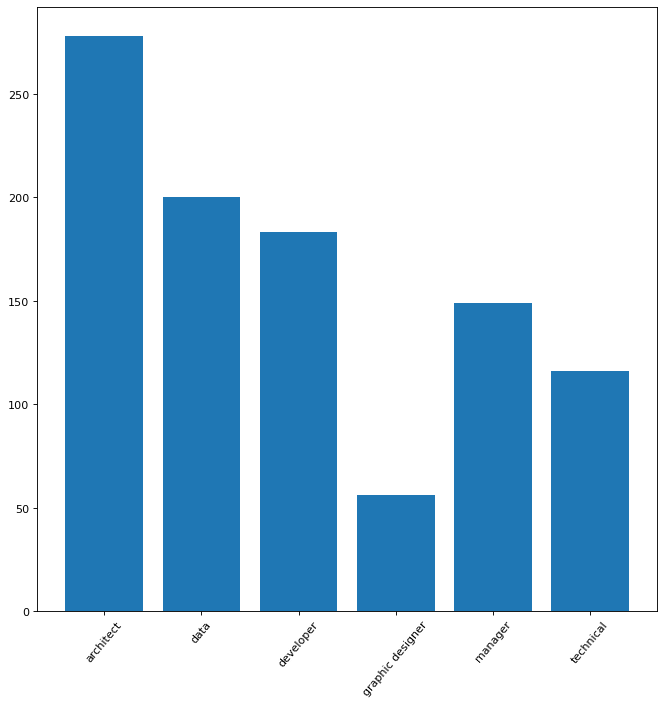 250
200
150
100
50
0
architect
data
developer
graphic designer
manager
technical